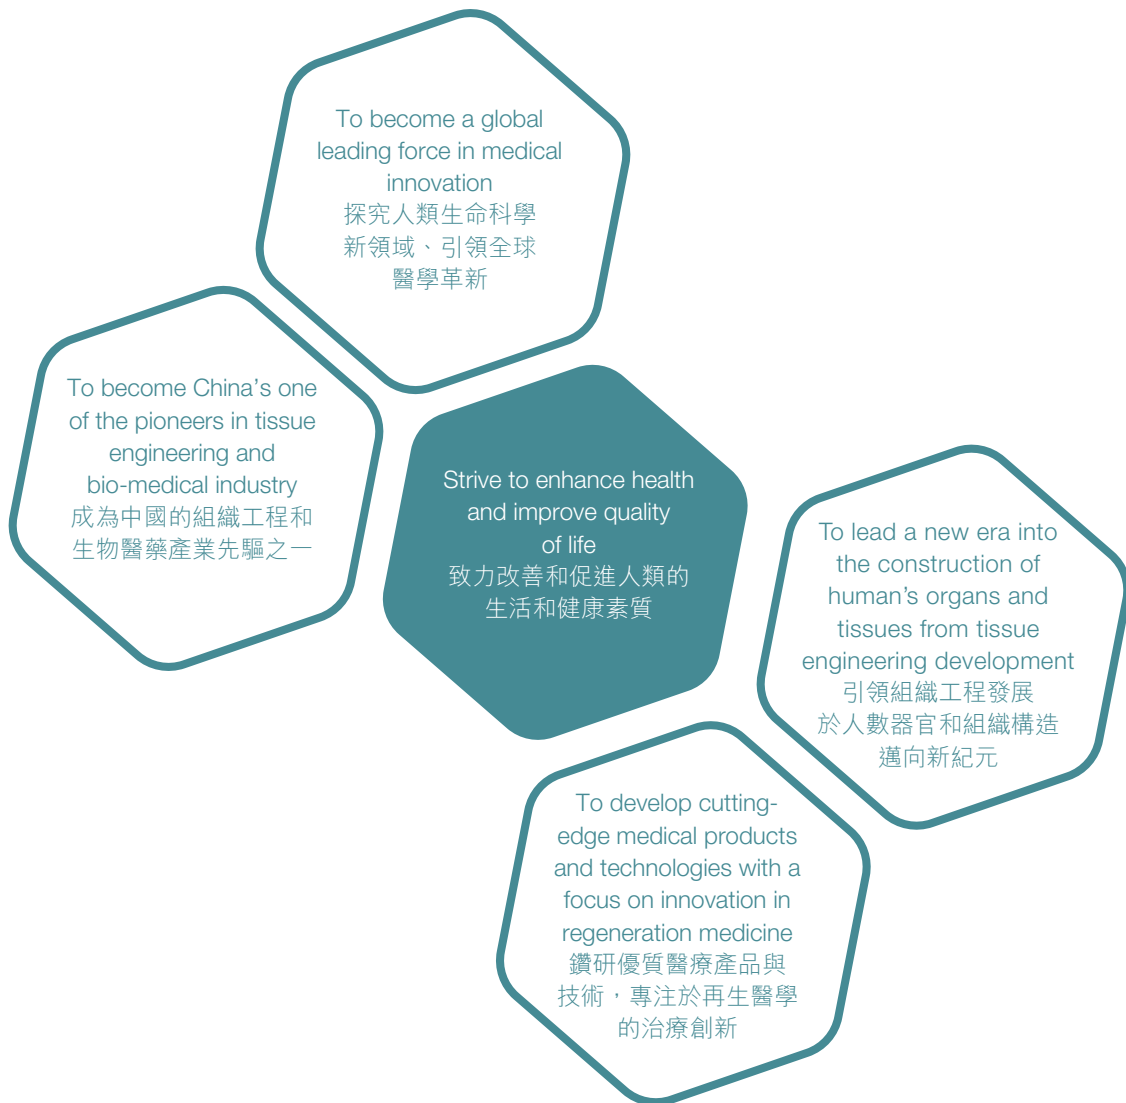 To become a global
leading force in medical
innovation
探究人類生命科學
新領域、引領全球
醫學革新
To become China’s one
of the pioneers in tissue
engineering and
bio-medical industry
成為中國的組織工程和
生物醫藥產業先驅之一
Strive to enhance health
and improve quality
of life
致力改善和促進人類的
生活和健康素質
To lead a new era into
the construction of
human’s organs and
tissues from tissue
engineering development
引領組織工程發展
於人數器官和組織構造
邁向新紀元
To develop cutting-
edge medical products
and technologies with a
focus on innovation in
regeneration medicine
鑽研優質醫療產品與
技術，專注於再生醫學
的治療創新